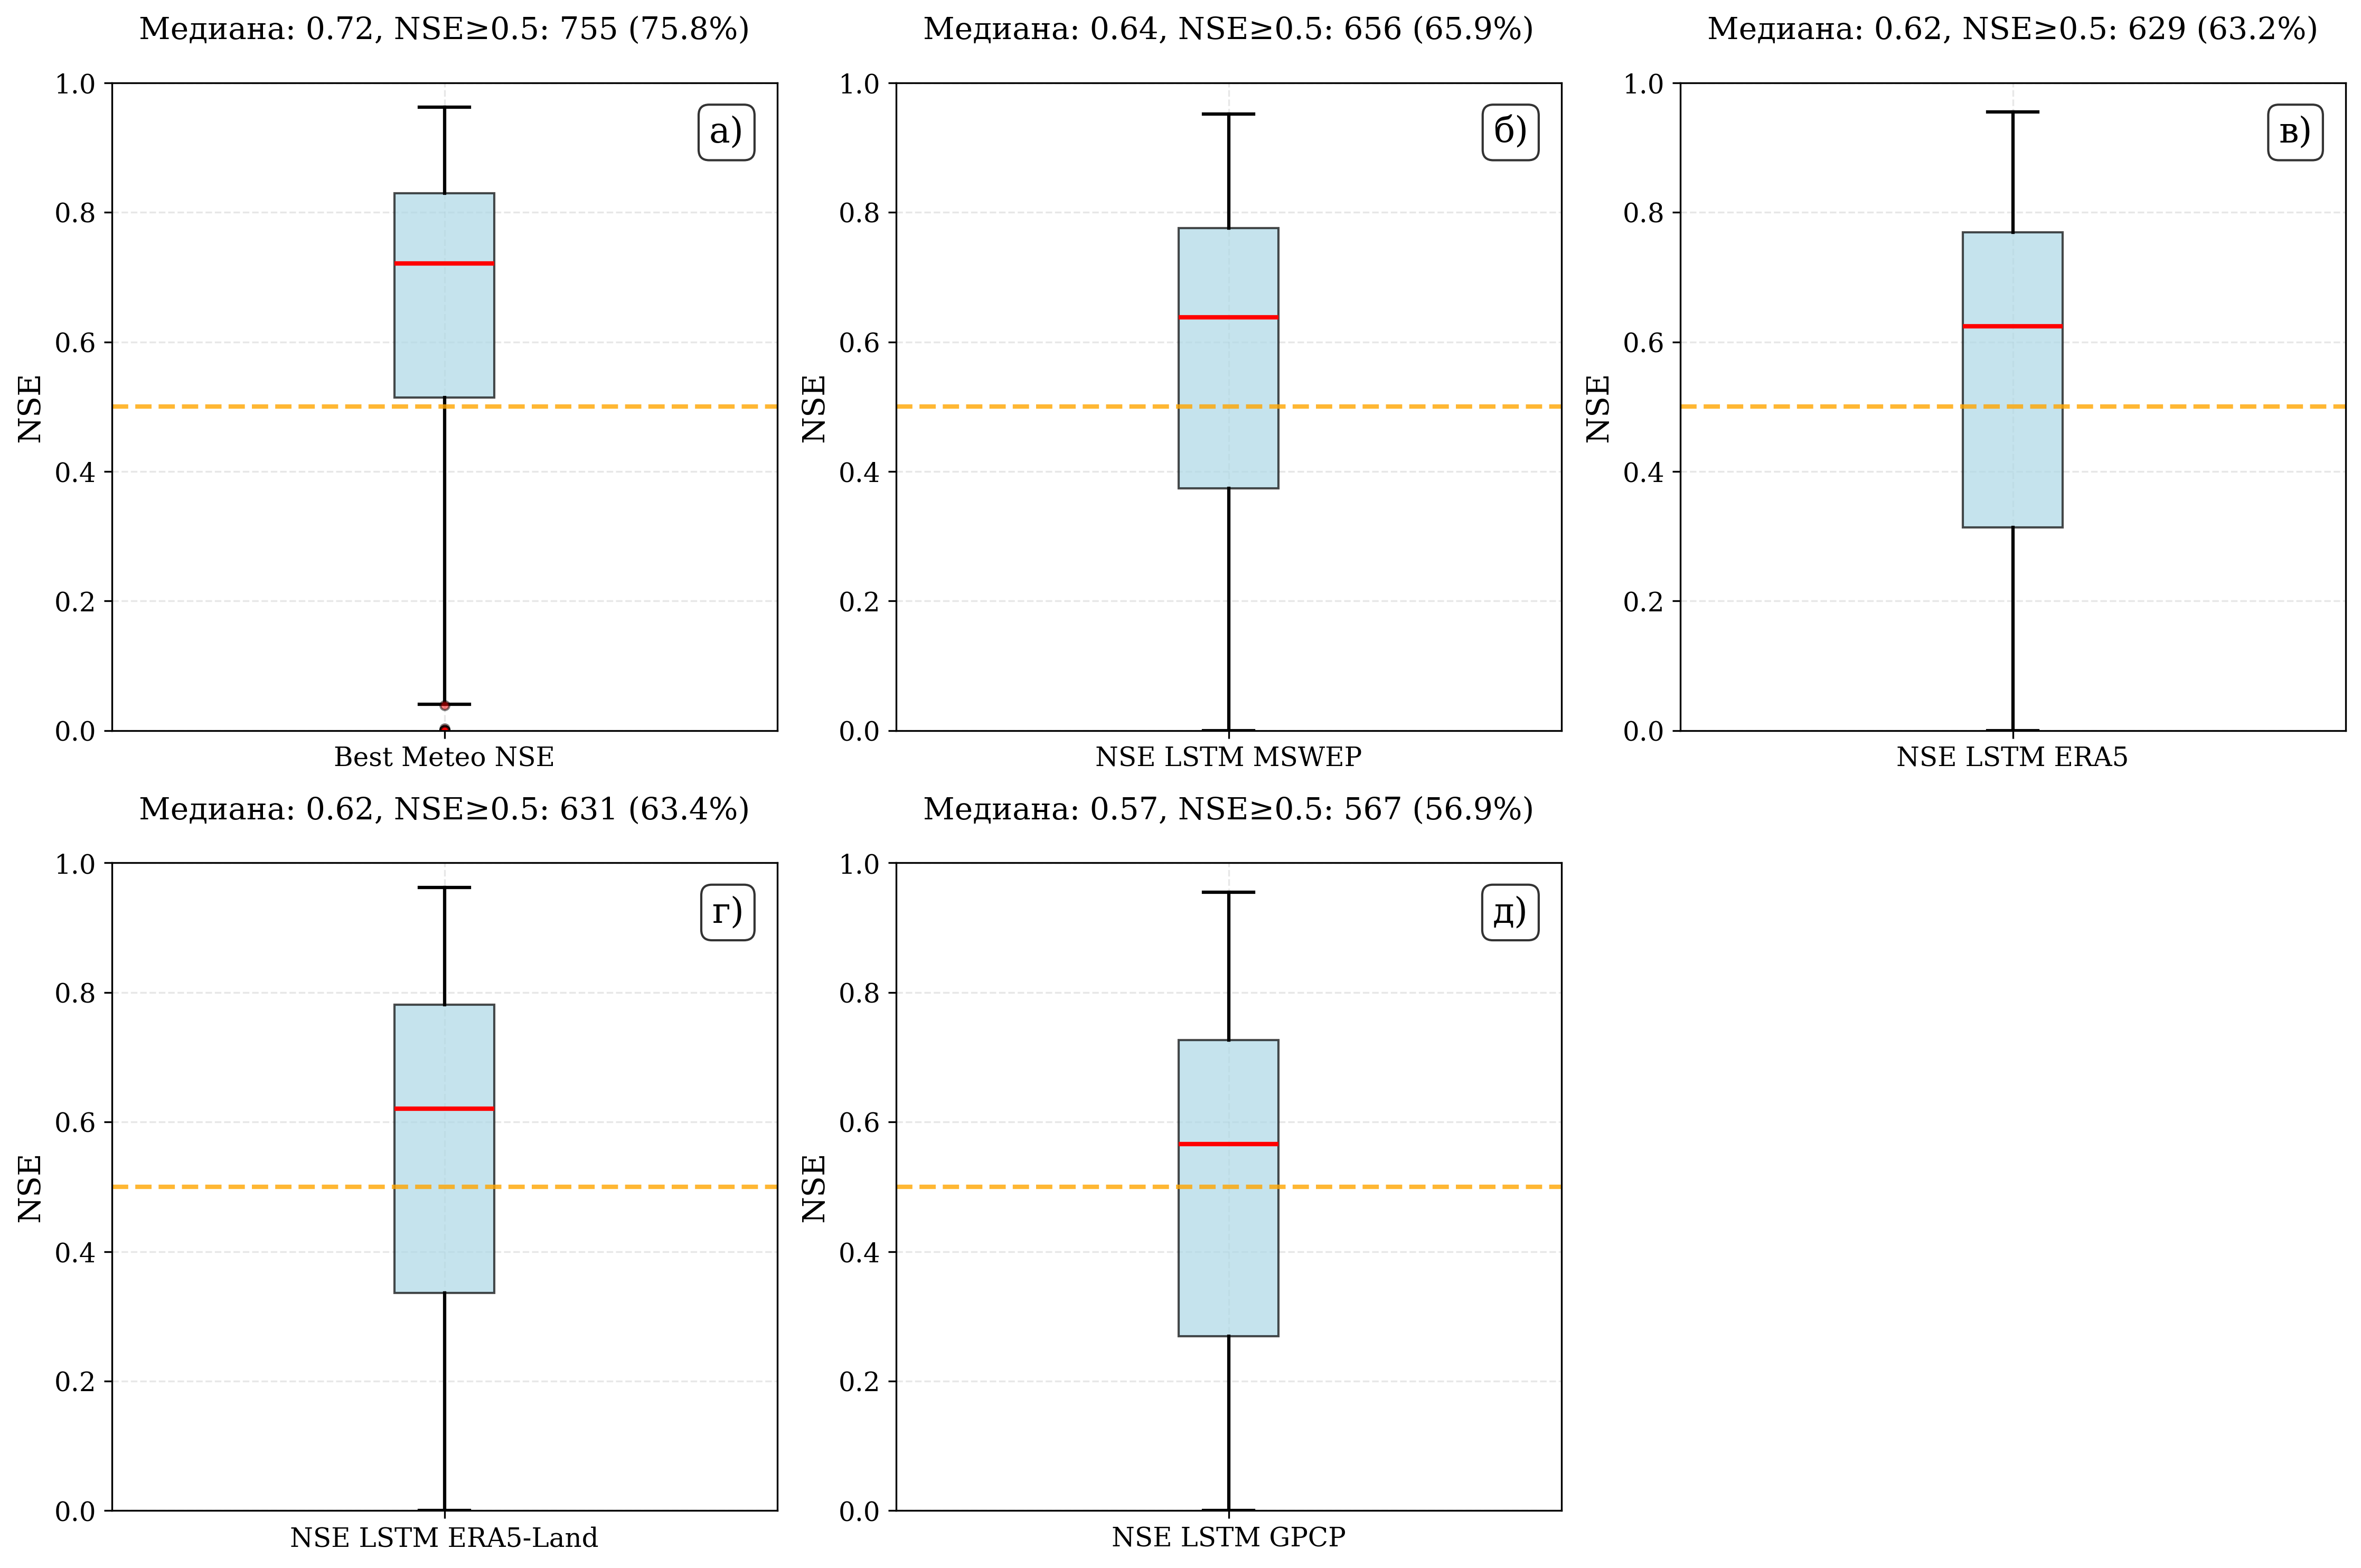 Медиана: 0.72, NSE≥0.5: 755 (75.8%)
1.0
0.8
0.6
0.4
0.2
0.0
NSE
а)
Best Meteo NSE
Медиана: 0.64, NSE≥0.5: 656 (65.9%)
1.0
0.8
0.6
0.4
0.2
0.0
NSE
б)
NSE LSTM MSWEP
Медиана: 0.62, NSE≥0.5: 629 (63.2%)
1.0
0.8
0.6
0.4
0.2
0.0
NSE
в)
NSE LSTM ERA5
Медиана: 0.62, NSE≥0.5: 631 (63.4%)
1.0
0.8
0.6
0.4
0.2
0.0
NSE
г)
NSE LSTM ERA5-Land
Медиана: 0.57, NSE≥0.5: 567 (56.9%)
1.0
0.8
0.6
0.4
0.2
0.0
NSE
д)
NSE LSTM GPCP